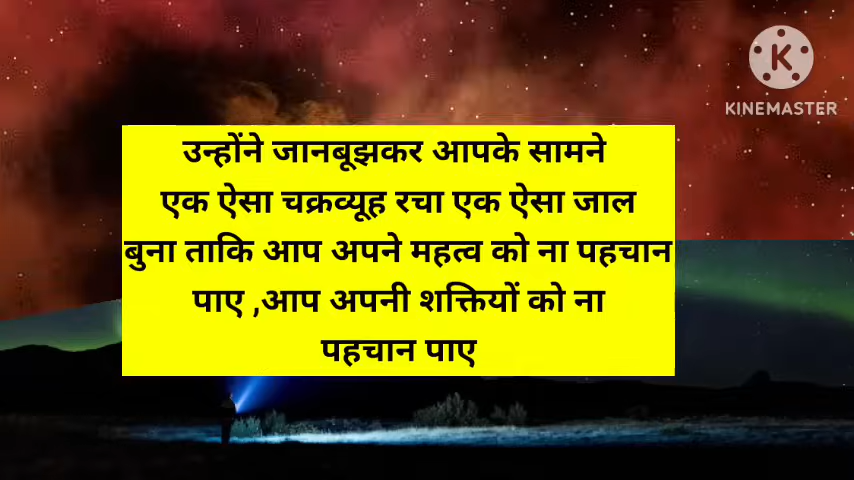 KINEMASTER
उन्होंने जानबूझकर आपके सामने
एक ऐसा चक्रव्यूह रचा एक ऐसा जाल
बुना ताकि आप अपने महत्व को ना पहचान
पाए ,आप अपनी शक्तियों को ना
पहचान पाए